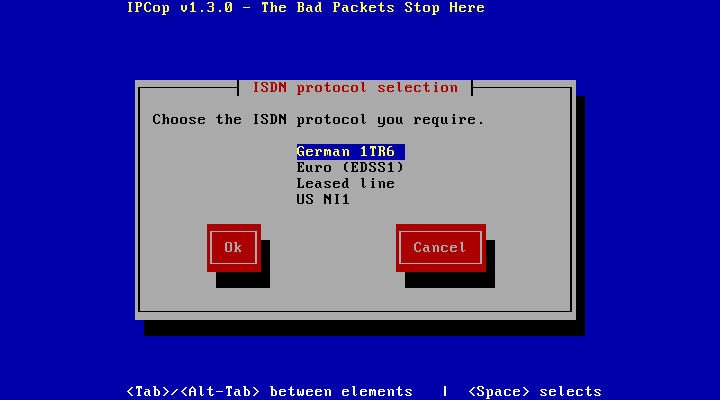 IPCop v1.3.0 - The Bad Packets Stop Here
ISDN protocol selection
Choose the ISDN protocol you require.
German 1TR6
Euro (EDSS1)
Leased line
US NI1
Ok Cancel
<Tab>/<Alt-Tab> between elements | <Space> selects